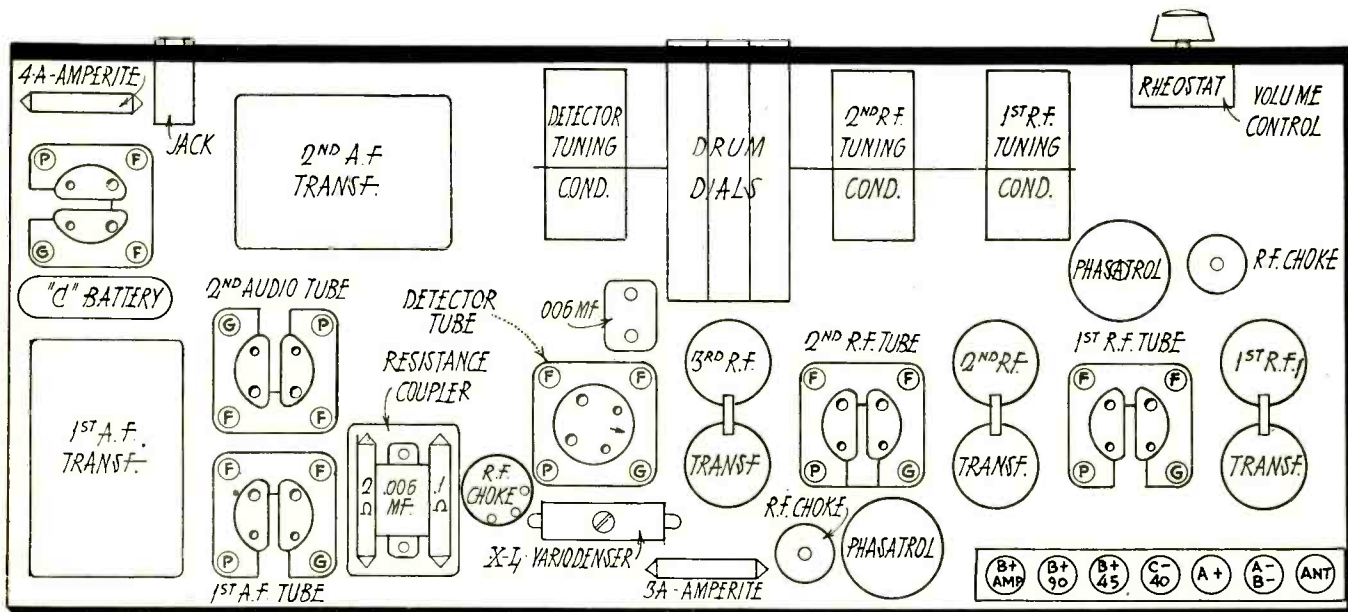 4-A-AMPERITE
JACK
2ND A.F
TRANSF.
DETECTOR
TUNING
COND.
DRUM
DIALS
2ND R.F.
TUNING
COND.
1ST R.F.
TUNING
COND.
RHEOSTAT
VOLUME
CONTROL
P F
G F
"C" BATTERY
PHASATROL
R.F. CHOKE
2ND AUDIO TUBE
G P
F F
DETECTOR
TUBE
.006 MF
RESISTANCE
COUPLER
F F
P G
3RD R.F.
TRANSF
2ND R.F. TUBE
F F
P G
2ND R.F.
TRANSF.
1ST R.F. TUBE
F F
P G
1ST R.F.
TRANSF.
1ST A.F.
TRANSF.
F F
P G
1ST A.F. TUBE
2 Ω
.006
MF.
.1 Ω
R.F.
CHOKE
X-L VARIODENSER
R.F. CHOKE
PHASATROL
3A-AMPERITE
B+ AMP
B+ 90
B+ 45
C- 40
A+
A- B-
ANT